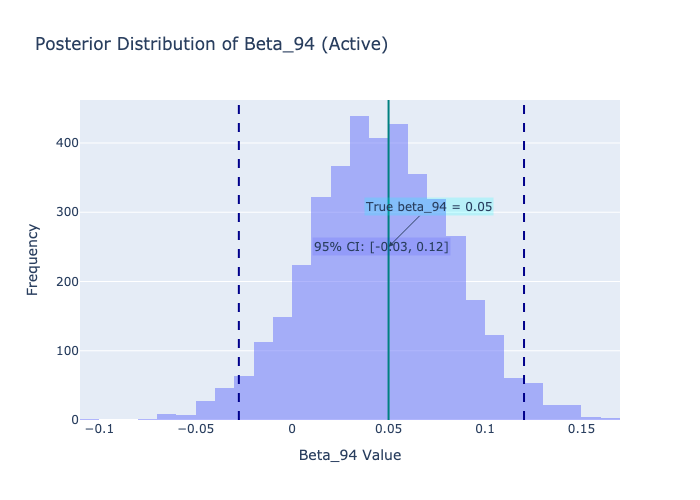 Posterior Distribution of Beta_94 (Active)
Frequency
400
300
200
100
0
True beta_94 = 0.05
95% CI: [-0.03, 0.12]
−0.1
−0.05
0
0.05
0.1
0.15
Beta_94 Value